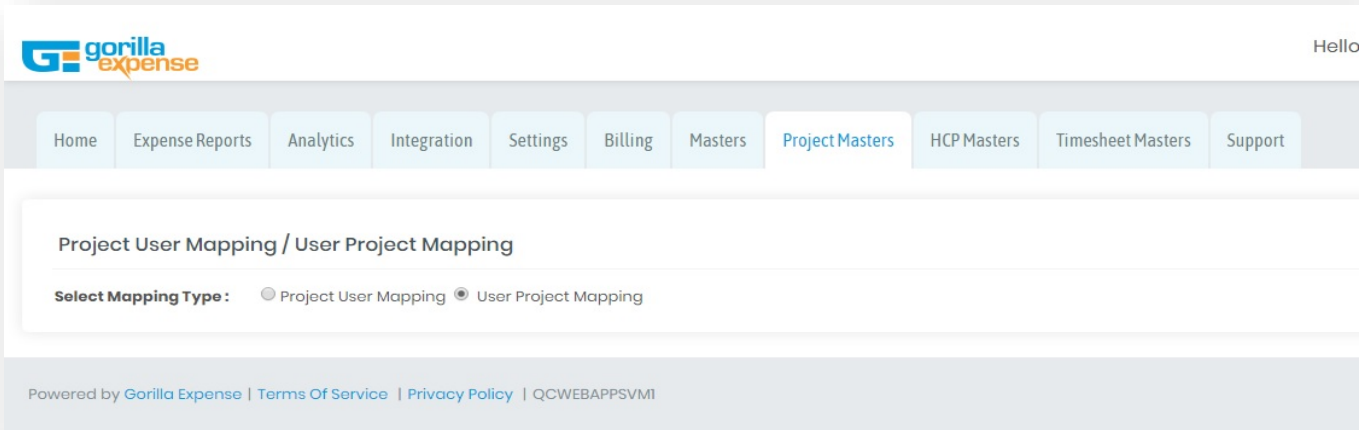 GE gorilla expense
Hello
Home Expense Reports Analytics Integration Settings Billing Masters Project Masters HCP Masters Timesheet Masters Support
Project User Mapping / User Project Mapping
Select Mapping Type : Project User Mapping User Project Mapping
Powered by Gorilla Expense | Terms Of Service | Privacy Policy | QCWEBAPPSVM1